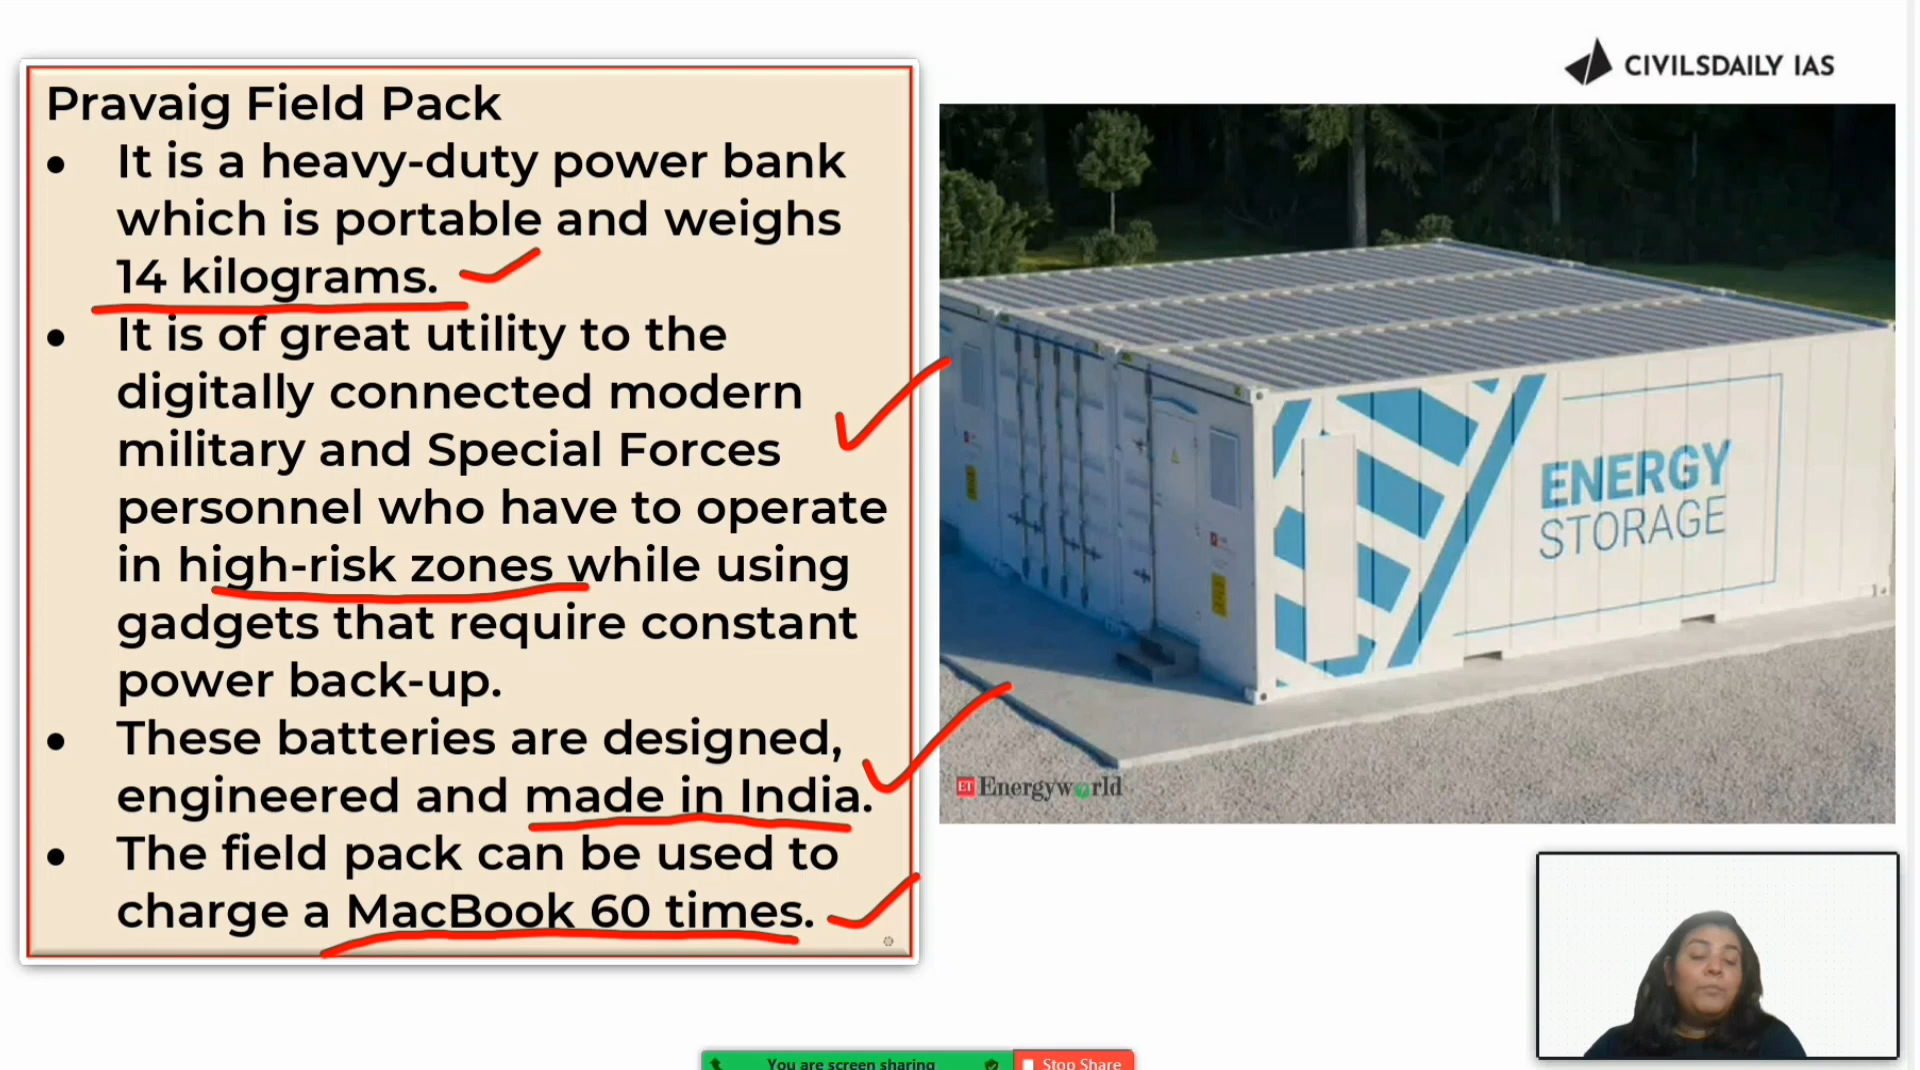 CIVILSDAILY IAS
Pravaig Field Pack
● It is a heavy-duty power bank
which is portable and weighs
14 kilograms.
● It is of great utility to the
digitally connected modern
military and Special Forces
personnel who have to operate
in high-risk zones while using
gadgets that require constant
power back-up.
● These batteries are designed,
engineered and made in India.
● The field pack can be used to
charge a MacBook 60 times.
ENERGY
STORAGE
ET Energyworld
You are screen sharing
Stop Share